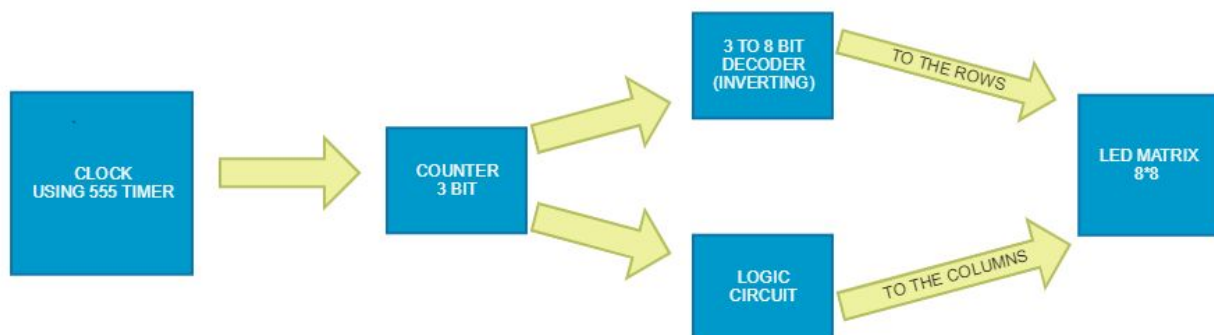 CLOCK
USING 555 TIMER
COUNTER
3 BIT
3 TO 8 BIT
DECODER
(INVERTING)
TO THE ROWS
LOGIC
CIRCUIT
TO THE COLUMNS
LED MATRIX
8*8